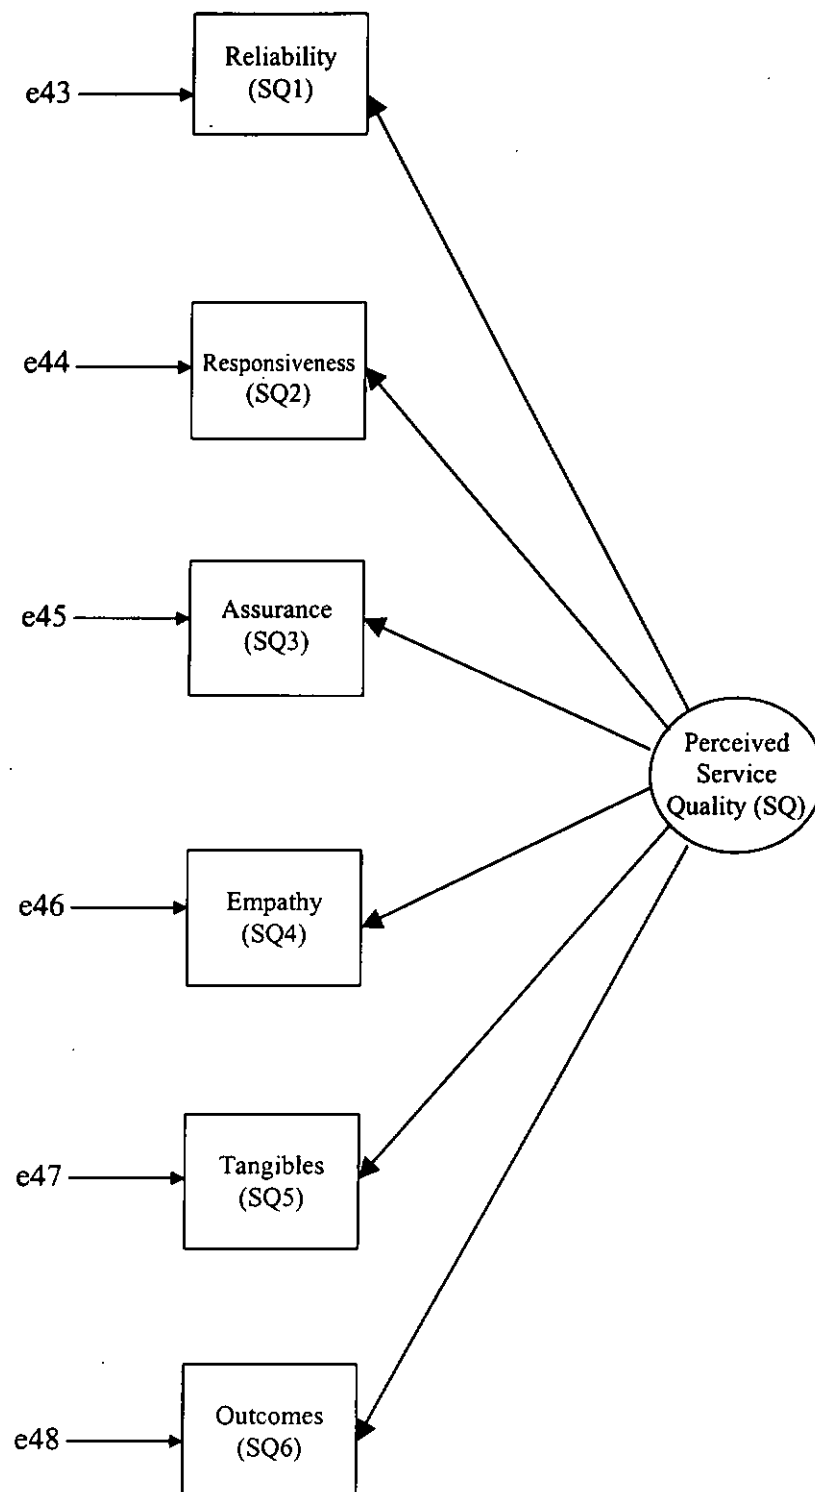 Reliability
(SQ1)
e43
Responsiveness
(SQ2)
e44
Assurance
(SQ3)
e45
Perceived
Service
Quality (SQ)
Empathy
(SQ4)
e46
Tangibles
(SQ5)
e47
Outcomes
(SQ6)
e48